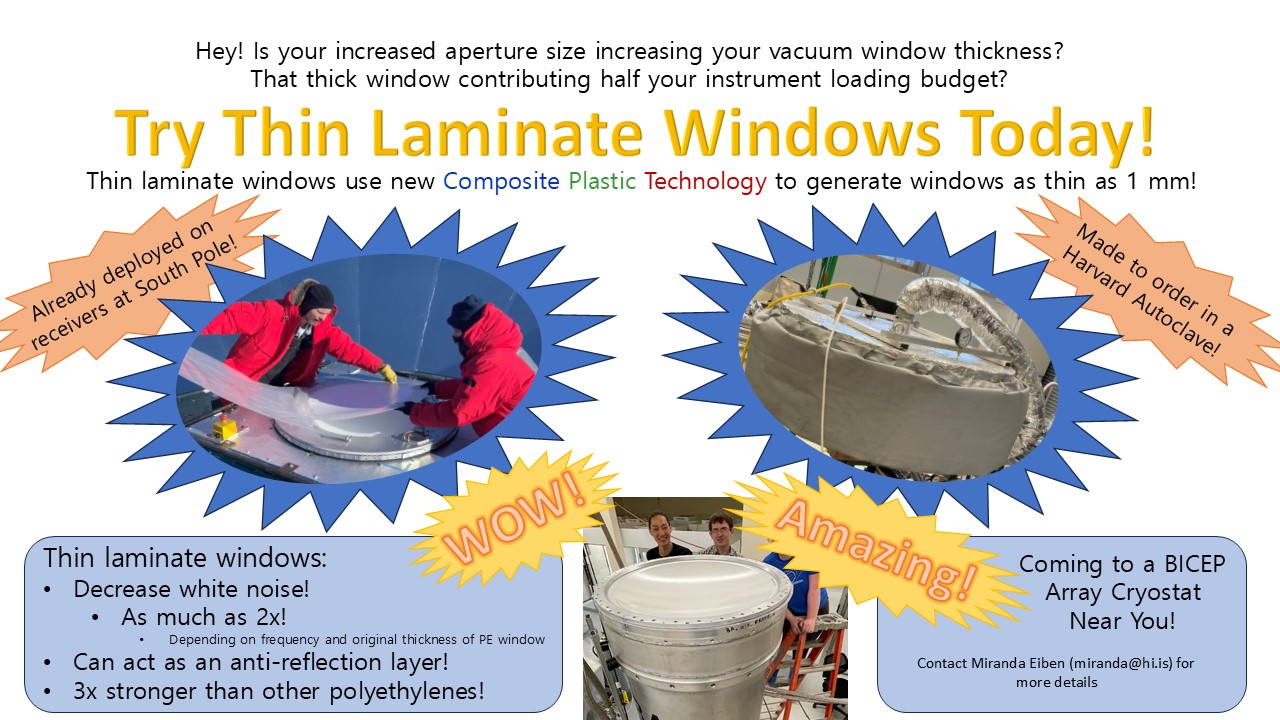 Hey! Is your increased aperture size increasing your vacuum window thickness?
That thick window contributing half your instrument loading budget?
Try Thin Laminate Windows Today!
Thin laminate windows use new Composite Plastic Technology to generate windows as thin as 1 mm!
Already deployed on
receivers at South Pole!
Made to order in a
Harvard Autoclave!
WOW!
Amazing!
Thin laminate windows:
• Decrease white noise!
• As much as 2x!
• Depending on frequency and original thickness of PE window
• Can act as an anti-reflection layer!
• 3x stronger than other polyethylenes!
Coming to a BICEP
Array Cryostat
Near You!
Contact Miranda Eiben (miranda@hi.is) for
more details